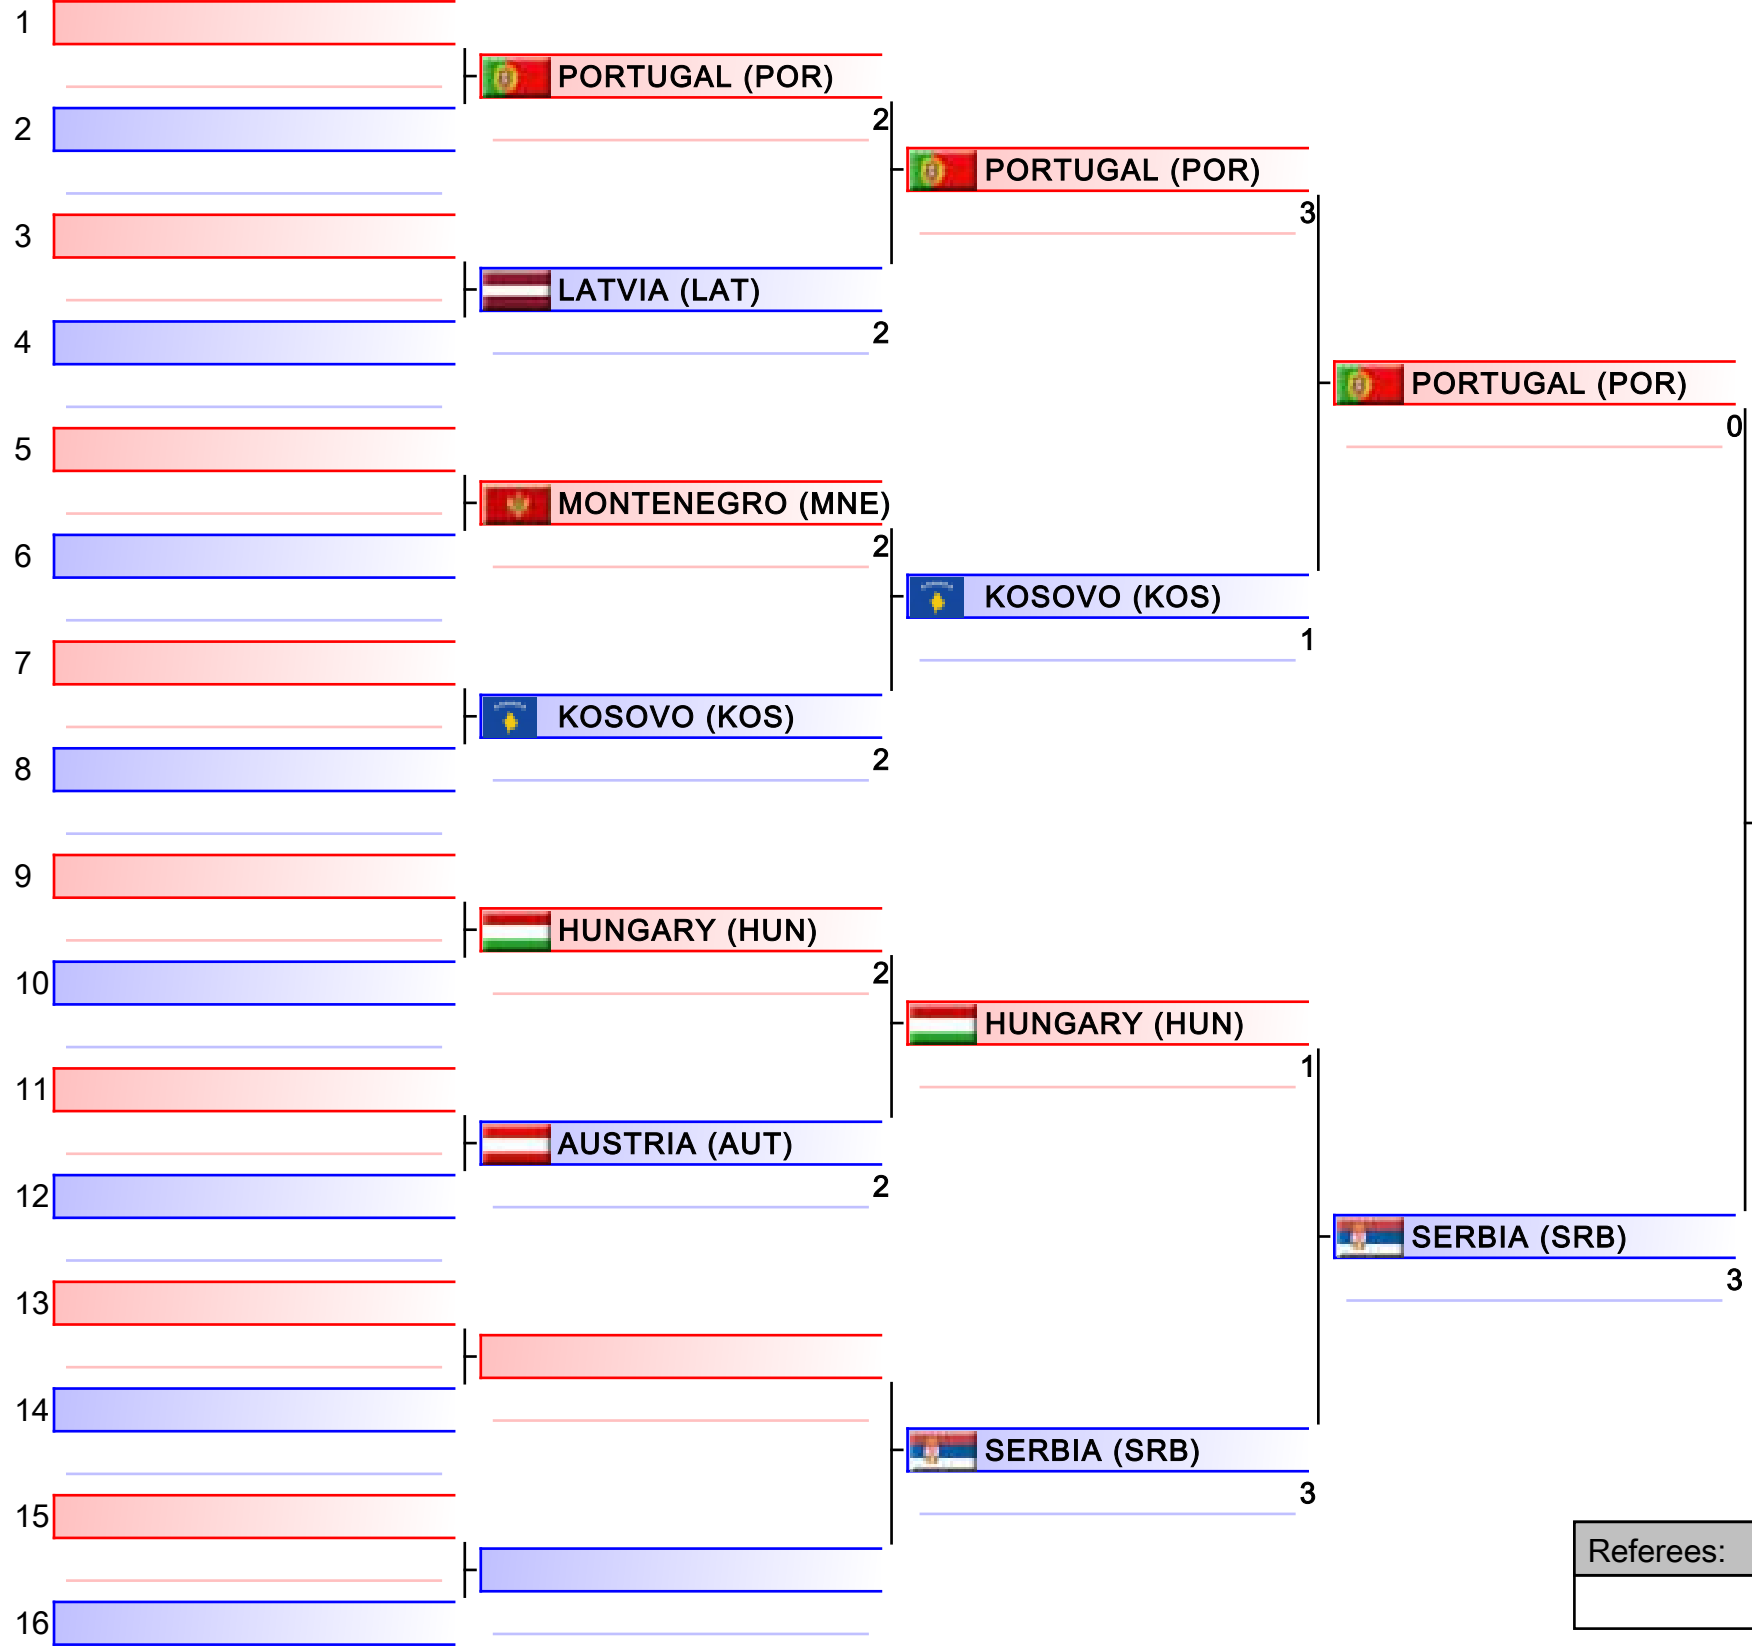 1
PORTUGAL (POR)
2
2
PORTUGAL (POR)
3
3
LATVIA (LAT)
2
4
PORTUGAL (POR)
0
5
MONTENEGRO (MNE)
2
6
KOSOVO (KOS)
1
7
KOSOVO (KOS)
2
8
9
HUNGARY (HUN)
2
10
HUNGARY (HUN)
1
11
AUSTRIA (AUT)
2
12
SERBIA (SRB)
3
13
14
SERBIA (SRB)
3
15
Referees:
16